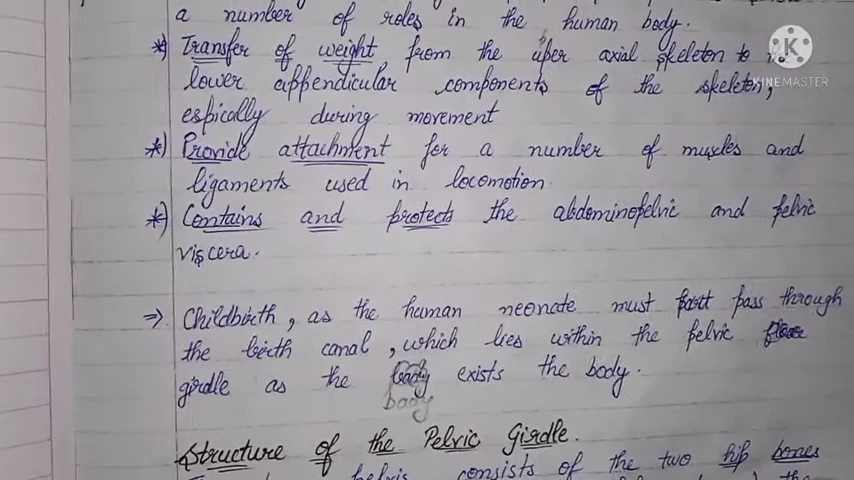 a number of roles in the human body.
*) Transfer of weight from the uper axial skeleton to
KINEMASTER
lower appendicular components of the skeleton,
espically during movement
*) Provide attachment for a number of muscles and
ligaments used in locomotion.
*) Contains and protects the abdominopelvic and pelvic
viscera.
⇒ Childbirth, as the human neonate must pass through
the birth canal, which lies within the pelvic
girdle as the body exists the body.
body
Structure of the Pelvic Girdle.
pelvis consists of the two hip bones
the